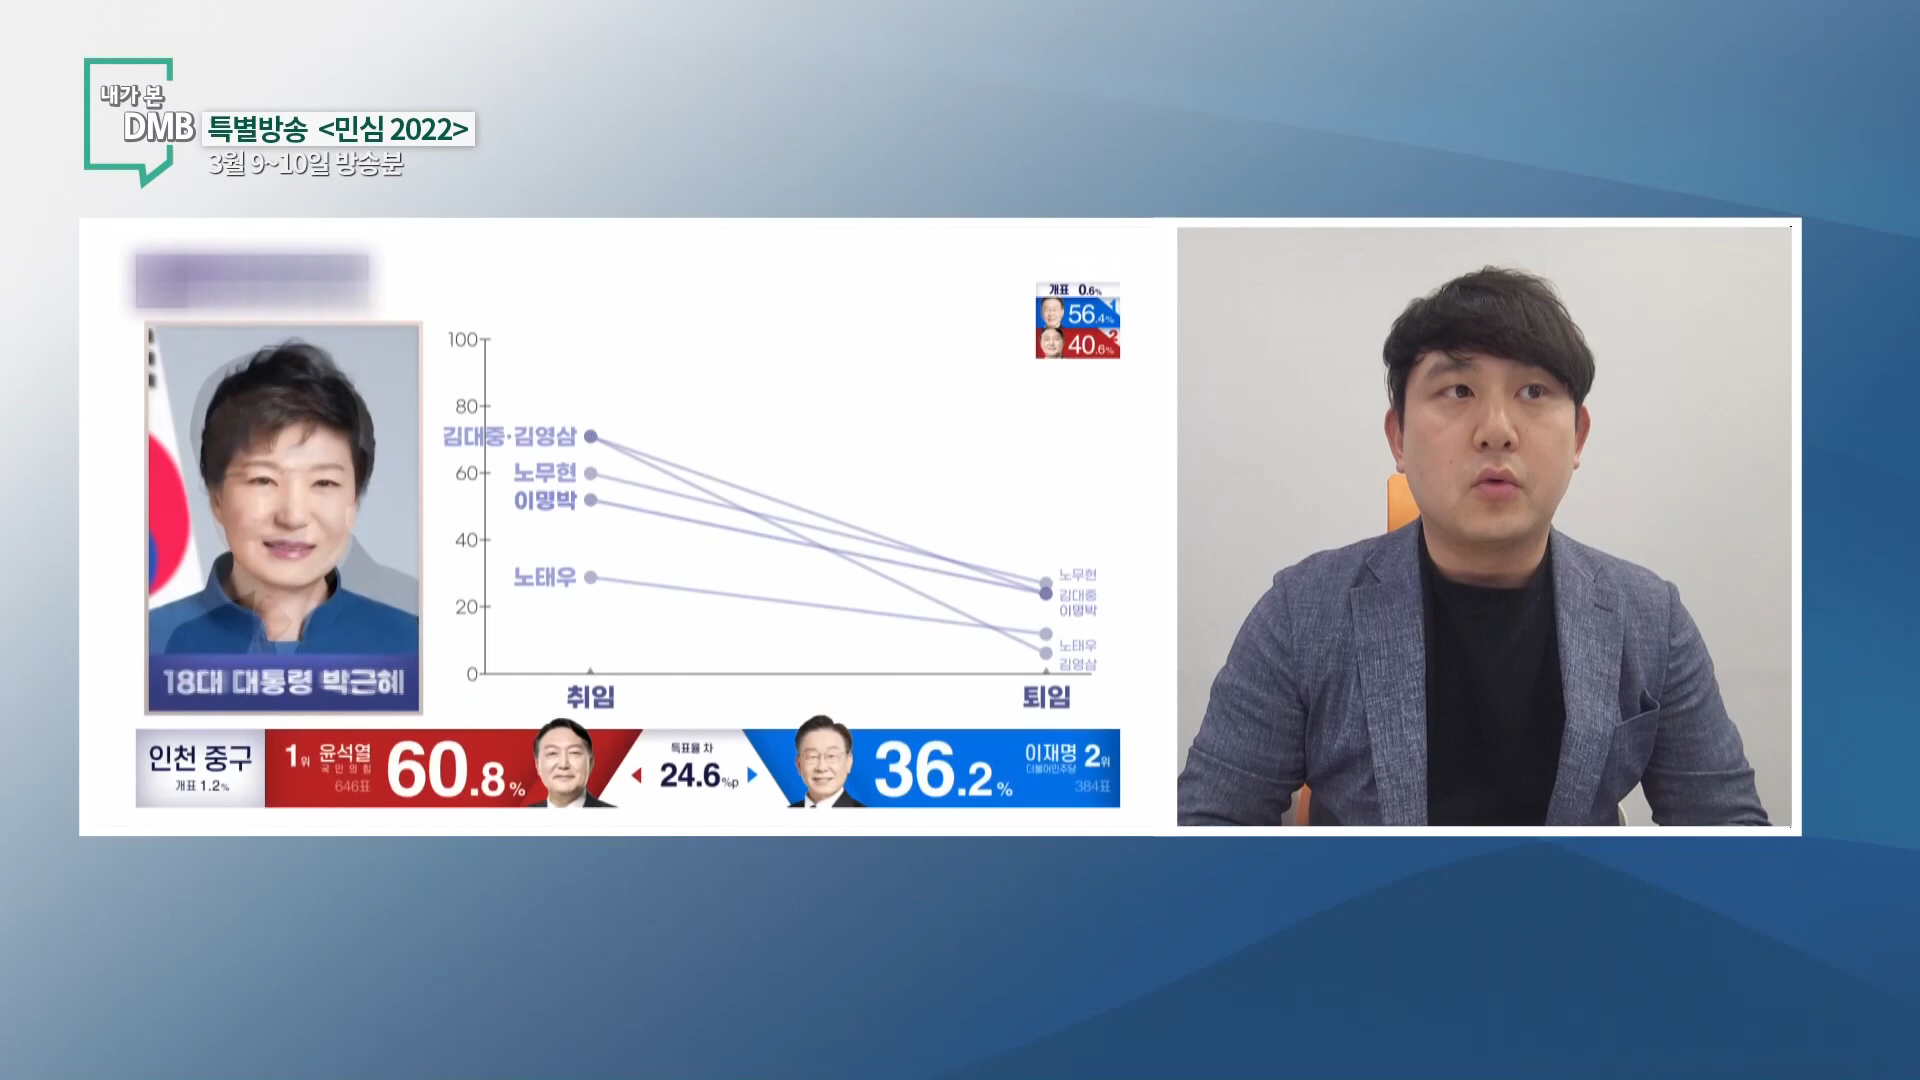 내가 본
DMB
특별방송 <민심 2022>
3월 9~10일 방송분
개표 0.6%
1
56.4%
2
40.6%
100
80
김대중·김영삼
60
노무현
이명박
40
노태우
20
0
노무현
김대중
이명박
노태우
김영삼
취임
퇴임
18대 대통령 박근혜
인천 중구
개표 1.2%
1위
윤석열
국민의힘
646표
60.8%
득표율 차
24.6%p
36.2%
이재명
더불어민주당
384표
2위